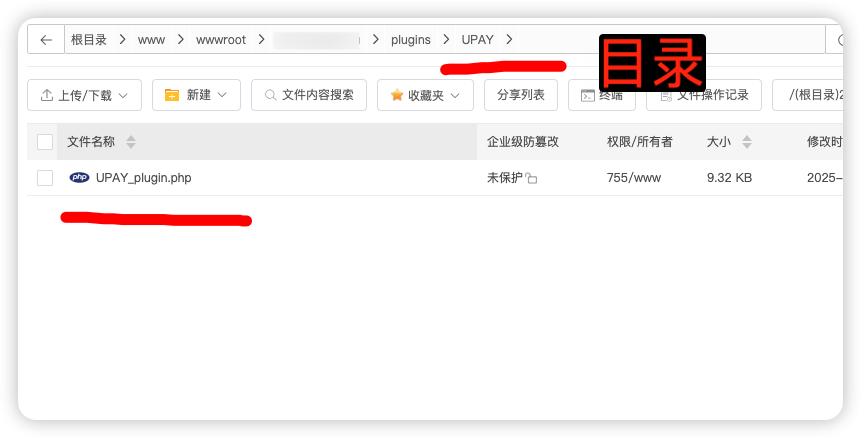 根目录 > www > wwwroot > > plugins > UPAY >
目录
上传/下载 新建 文件内容搜索 收藏夹 分享列表 终端 文件操作记录 /(根目录)2
文件名称 企业级防篡改 权限/所有者 大小 修改时
php UPAY_plugin.php 未保护 755/www 9.32 KB 2025-